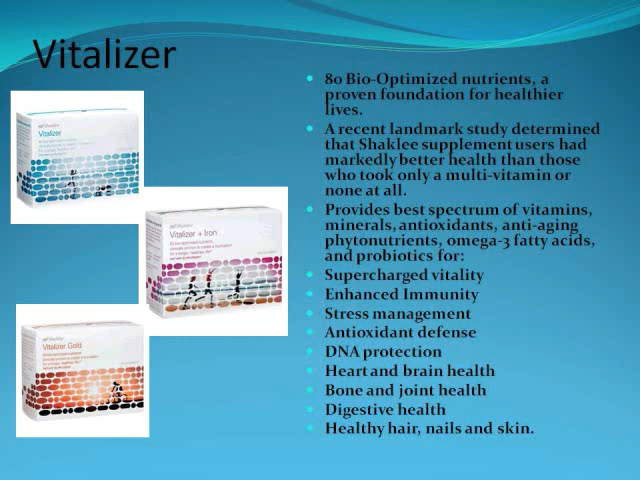 Vitalizer
80 Bio-Optimized nutrients, a
proven foundation for healthier
lives.
A recent landmark study determined
that Shaklee supplement users had
markedly better health than those
who took only a multi-vitamin or
none at all.
Provides best spectrum of vitamins,
minerals, antioxidants, anti-aging
phytonutrients, omega-3 fatty acids,
and probiotics for:
Supercharged vitality
Enhanced Immunity
Stress management
Antioxidant defense
DNA protection
Heart and brain health
Bone and joint health
Digestive health
Healthy hair, nails and skin.
Shaklee
Vitalizer
Shaklee
Vitalizer + Iron
Shaklee
Vitalizer Gold